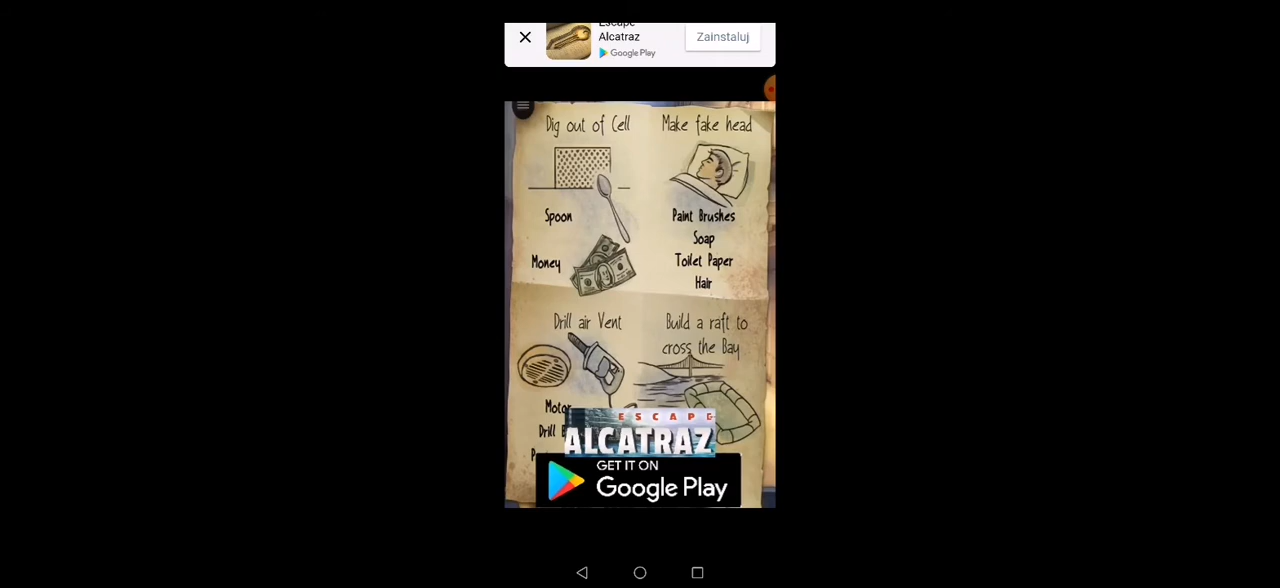 Escape
Alcatraz
Google Play
Zainstaluj
Dig out of Cell
Make fake head
Spoon
Money
Paint Brushes
Soap
Toilet Paper
Hair
Drill air Vent
Build a raft to
cross the Bay
Motor
Drill
ESCAPE
ALCATRAZ
GET IT ON
Google Play